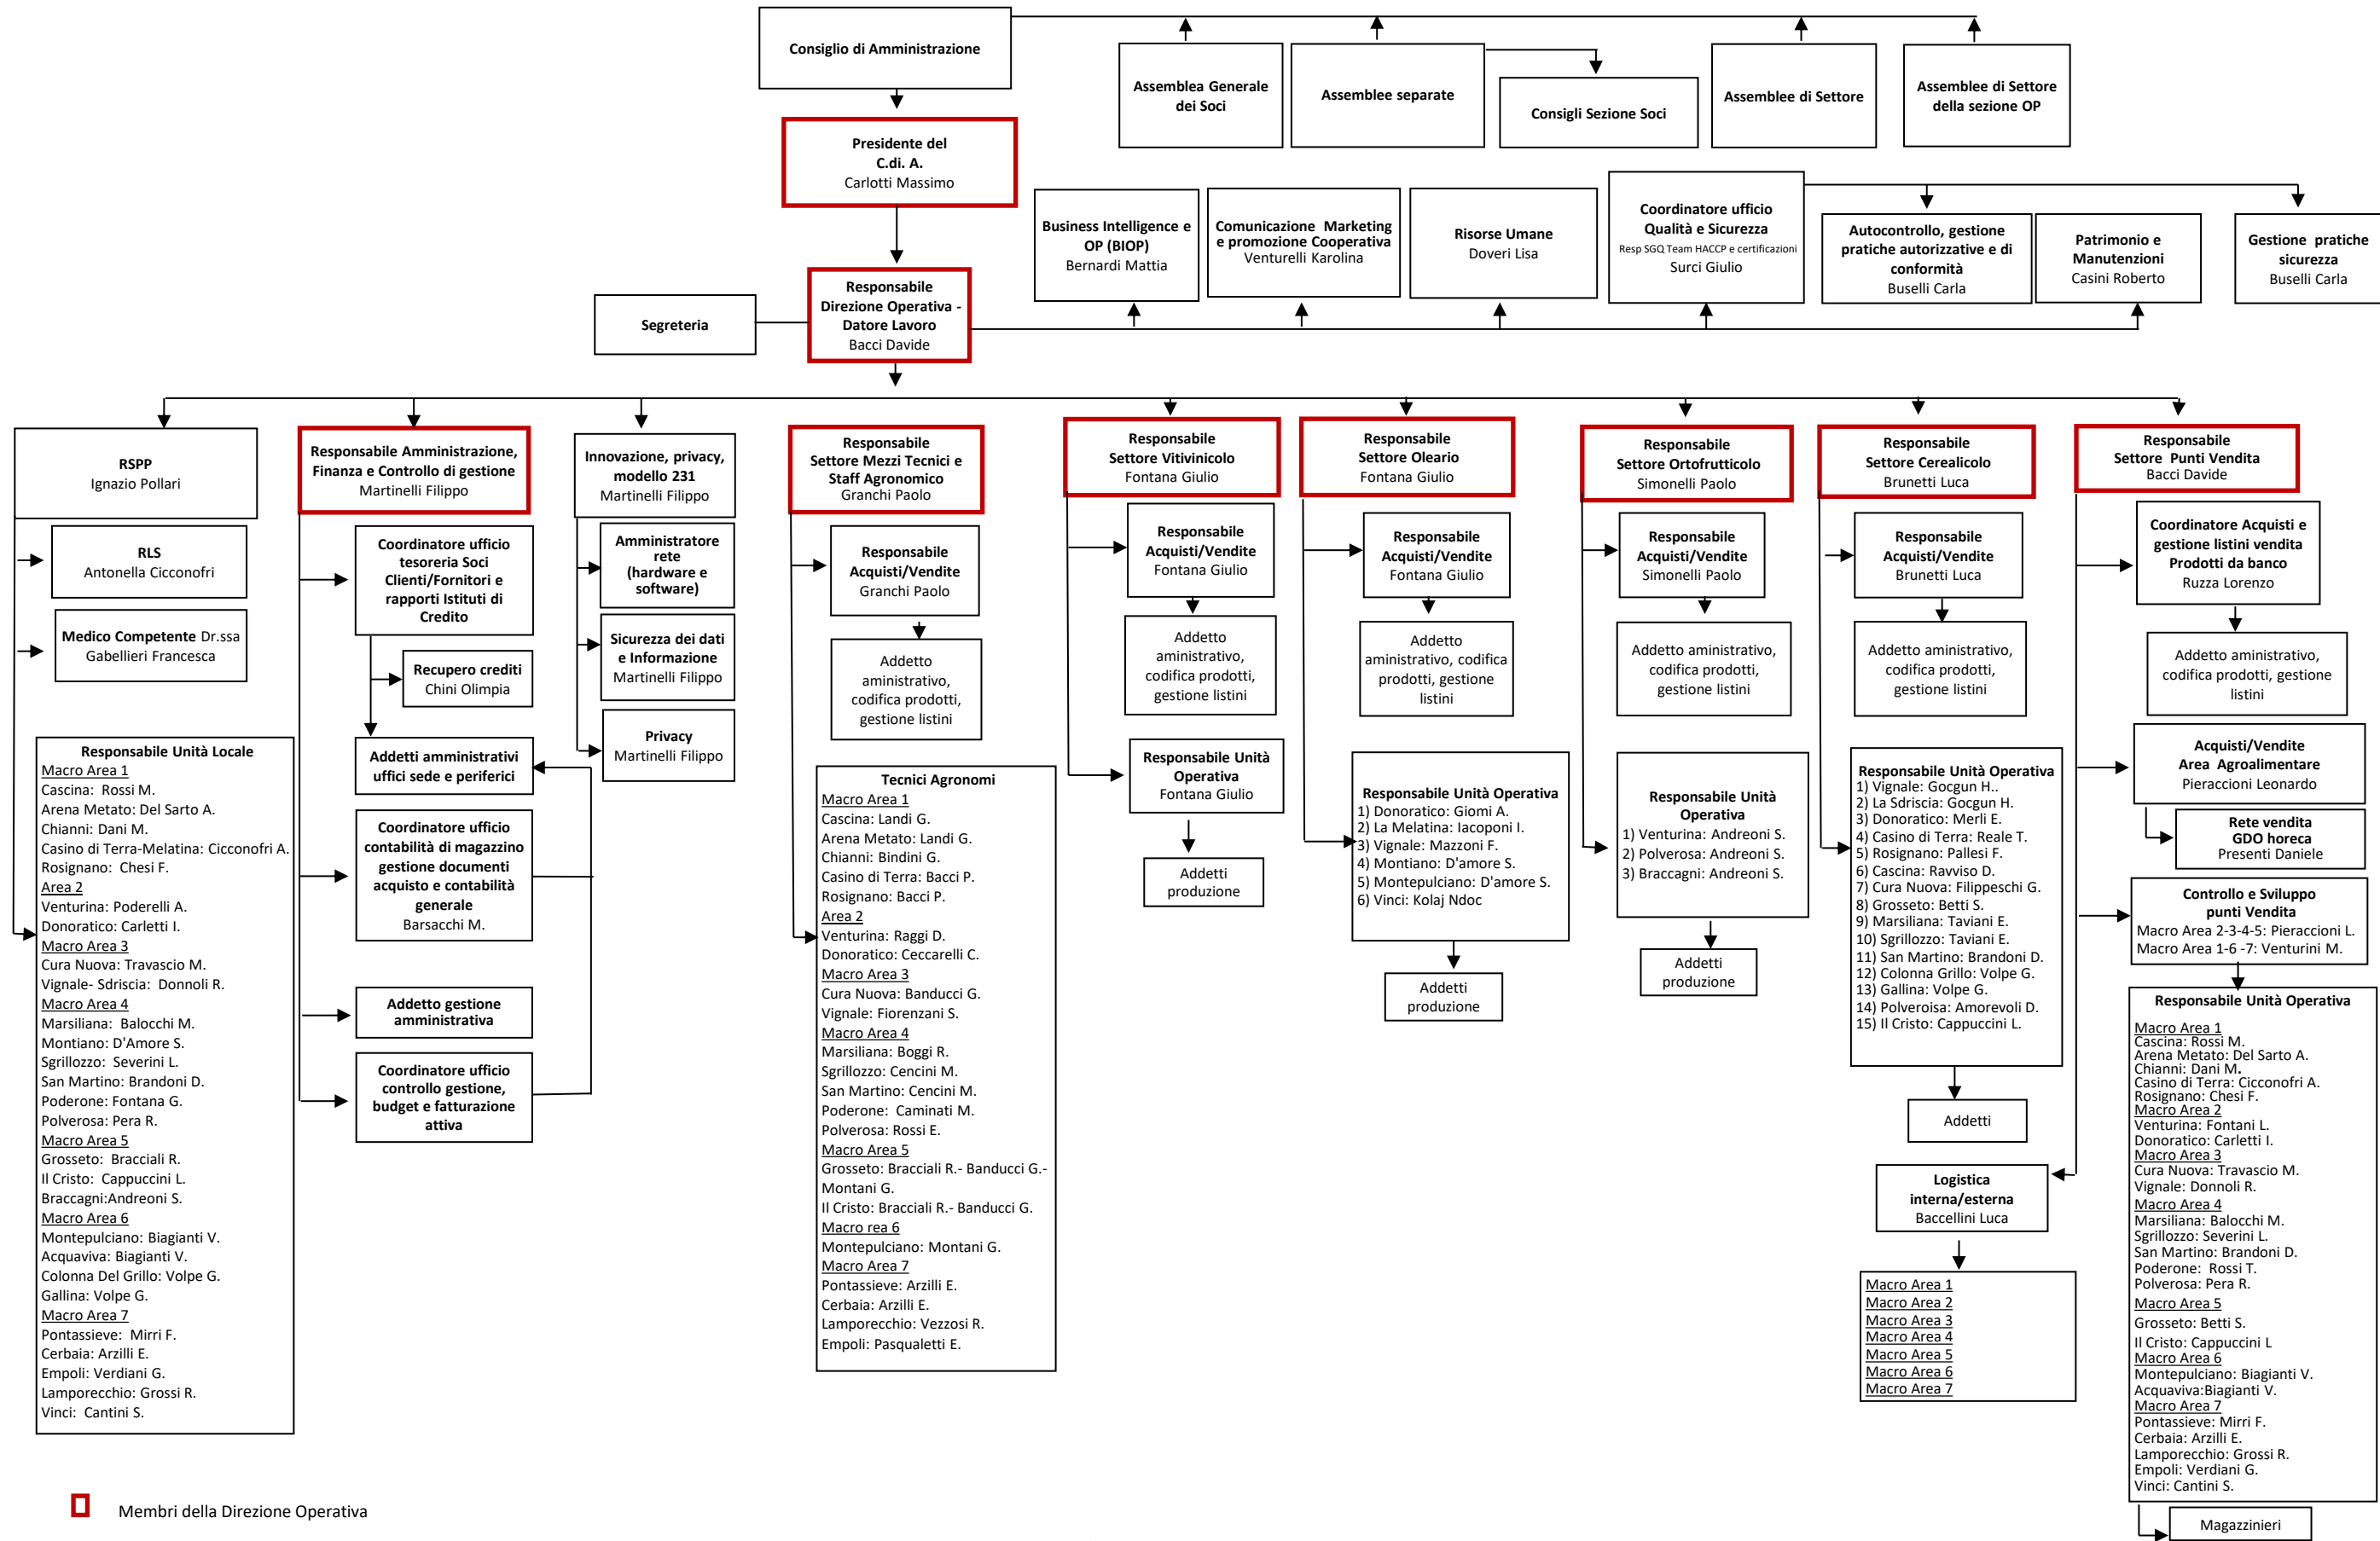 Consiglio di Amministrazione
Assemblea Generale
dei Soci
Assemblee separate
Consigli Sezione Soci
Assemblee di Settore
Assemblee di Settore
della sezione OP
Presidente del
C.di. A.
Carlotti Massimo
Business Intelligence e
OP (BIOP)
Bernardi Mattia
Comunicazione  Marketing
e promozione Cooperativa
Venturelli Karolina
Risorse Umane
Doveri Lisa
Coordinatore ufficio
Qualità e Sicurezza
Resp SGQ Team HACCP e certificazioni
Surci Giulio
Autocontrollo, gestione
pratiche autorizzative e di
conformità
Buselli Carla
Patrimonio e
Manutenzioni
Casini Roberto
Gestione  pratiche
sicurezza
Buselli Carla
Segreteria
Responsabile
Direzione Operativa -
Datore Lavoro
Bacci Davide
RSPP
Ignazio Pollari
RLS
Antonella Cicconofri
Medico Competente Dr.ssa
Gabellieri Francesca
Responsabile Unità Locale
Macro Area 1
Cascina:  Rossi M.
Arena Metato: Del Sarto A.
Chianni: Dani M.
Casino di Terra-Melatina: Cicconofri A.
Rosignano:  Chesi F.
Area 2
Venturina: Poderelli A.
Donoratico: Carletti I.
Macro Area 3
Cura Nuova: Travascio M.
Vignale- Sdriscia:  Donnoli R.
Macro Area 4
Marsiliana:  Balocchi M.
Montiano: D'Amore S.
Sgrillozzo:  Severini L.
San Martino: Brandoni D.
Poderone: Fontana G.
Polverosa: Pera R.
Macro Area 5
Grosseto: Bracciali R.
Il Cristo:  Cappuccini L.
Braccagni:Andreoni S.
Macro Area 6
Montepulciano: Biagianti V.
Acquaviva: Biagianti V.
Colonna Del Grillo: Volpe G.
Gallina: Volpe G.
Macro Area 7
Pontassieve:  Mirri F.
Cerbaia: Arzilli E.
Empoli: Verdiani G.
Lamporecchio: Grossi R.
Vinci:  Cantini S.
Responsabile Amministrazione,
Finanza e Controllo di gestione
Martinelli Filippo
Coordinatore ufficio
tesoreria Soci
Clienti/Fornitori e
rapporti Istituti di
Credito
Recupero crediti
Chini Olimpia
Addetti amministrativi
uffici sede e periferici
Coordinatore ufficio
contabilità di magazzino
gestione documenti
acquisto e contabilità
generale
Barsacchi M.
Addetto gestione
amministrativa
Coordinatore ufficio
controllo gestione,
budget e fatturazione
attiva
Innovazione, privacy,
modello 231
Martinelli Filippo
Amministratore
rete
(hardware e
software)
Sicurezza dei dati
e Informazione
Martinelli Filippo
Privacy
Martinelli Filippo
Responsabile
Settore Mezzi Tecnici e
Staff Agronomico
Granchi Paolo
Responsabile
Acquisti/Vendite
Granchi Paolo
Addetto
aministrativo,
codifica prodotti,
gestione listini
Tecnici Agronomi
Macro Area 1
Cascina: Landi G.
Arena Metato: Landi G.
Chianni: Bindini G.
Casino di Terra: Bacci P.
Rosignano: Bacci P.
Area 2
Venturina: Raggi D.
Donoratico: Ceccarelli C.
Macro Area 3
Cura Nuova: Banducci G.
Vignale: Fiorenzani S.
Macro Area 4
Marsiliana: Boggi R.
Sgrillozzo: Cencini M.
San Martino: Cencini M.
Poderone: Caminati M.
Polverosa: Rossi E.
Macro Area 5
Grosseto: Bracciali R.- Banducci G.-
Montani G.
Il Cristo: Bracciali R.- Banducci G.
Macro rea 6
Montepulciano: Montani G.
Macro Area 7
Pontassieve: Arzilli E.
Cerbaia: Arzilli E.
Lamporecchio: Vezzosi R.
Empoli: Pasqualetti E.
Responsabile
Settore Vitivinicolo
Fontana Giulio
Responsabile
Acquisti/Vendite
Fontana Giulio
Addetto
aministrativo,
codifica prodotti,
gestione listini
Responsabile Unità
Operativa
Fontana Giulio
Addetti
produzione
Responsabile
Settore Oleario
Fontana Giulio
Responsabile
Acquisti/Vendite
Fontana Giulio
Addetto
aministrativo, codifica
prodotti, gestione
listini
Responsabile Unità Operativa
1) Donoratico: Giomi A.
2) La Melatina: Iacoponi I.
3) Vignale: Mazzoni F.
4) Montiano: D'amore S.
5) Montepulciano: D'amore S.
6) Vinci: Kolaj Ndoc
Addetti
produzione
Responsabile
Settore Ortofrutticolo
Simonelli Paolo
Responsabile
Acquisti/Vendite
Simonelli Paolo
Addetto aministrativo,
codifica prodotti,
gestione listini
Responsabile Unità
Operativa
1) Venturina: Andreoni S.
2) Polverosa: Andreoni S.
3) Braccagni: Andreoni S.
Addetti
produzione
Responsabile
Settore Cerealicolo
Brunetti Luca
Responsabile
Acquisti/Vendite
Brunetti Luca
Addetto aministrativo,
codifica prodotti,
gestione listini
Responsabile Unità Operativa
1) Vignale: Gocgun H..
2) La Sdriscia: Gocgun H.
3) Donoratico: Merli E.
4) Casino di Terra: Reale T.
5) Rosignano: Pallesi F.
6) Cascina: Ravviso D.
7) Cura Nuova: Filippeschi G.
8) Grosseto: Betti S.
9) Marsiliana: Taviani E.
10) Sgrillozzo: Taviani E.
11) San Martino: Brandoni D.
12) Colonna Grillo: Volpe G.
13) Gallina: Volpe G.
14) Polveroisa: Amorevoli D.
15) Il Cristo: Cappuccini L.
Addetti
Logistica
interna/esterna
Baccellini Luca
Macro Area 1
Macro Area 2
Macro Area 3
Macro Area 4
Macro Area 5
Macro Area 6
Macro Area 7
Responsabile
Settore  Punti Vendita
Bacci Davide
Coordinatore Acquisti e
gestione listini vendita
Prodotti da banco
Ruzza Lorenzo
Addetto aministrativo,
codifica prodotti, gestione
listini
Acquisti/Vendite
Area  Agroalimentare
Pieraccioni Leonardo
Rete vendita
GDO horeca
Presenti Daniele
Controllo e Sviluppo
punti Vendita
Macro Area 2-3-4-5: Pieraccioni L.
Macro Area 1-6 -7: Venturini M.
Responsabile Unità Operativa
Macro Area 1
Cascina: Rossi M.
Arena Metato: Del Sarto A.
Chianni: Dani M.
Casino di Terra: Cicconofri A.
Rosignano: Chesi F.
Macro Area 2
Venturina: Fontani L.
Donoratico: Carletti I.
Macro Area 3
Cura Nuova: Travascio M.
Vignale: Donnoli R.
Macro Area 4
Marsiliana: Balocchi M.
Sgrillozzo: Severini L.
San Martino: Brandoni D.
Poderone:  Rossi T.
Polverosa: Pera R.
Macro Area 5
Grosseto: Betti S.
Il Cristo: Cappuccini L
Macro Area 6
Montepulciano: Biagianti V.
Acquaviva:Biagianti V.
Macro Area 7
Pontassieve: Mirri F.
Cerbaia: Arzilli E.
Lamporecchio: Grossi R.
Empoli: Verdiani G.
Vinci: Cantini S.
Magazzinieri
Membri della Direzione Operativa